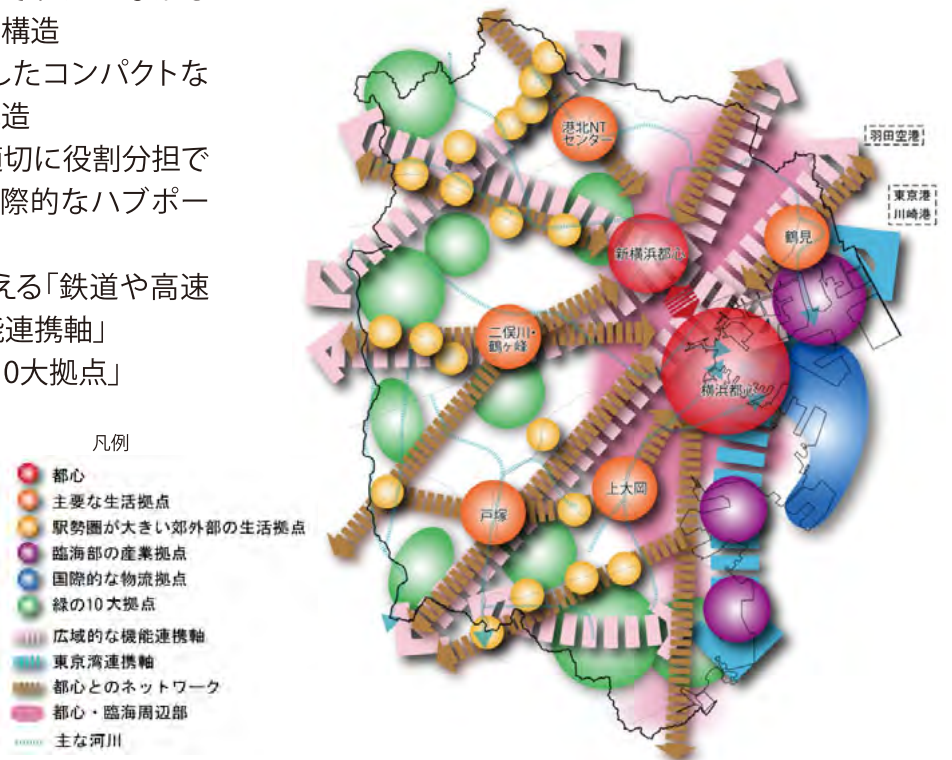 構造
したコンパクトな
造
適切に役割分担で
際的なハブポー
える「鉄道や高速
能連携軸」
10大拠点」
凡例
都心
主要な生活拠点
駅勢圏が大きい郊外部の生活拠点
臨海部の産業拠点
国際的な物流拠点
緑の10大拠点
広域的な機能連携軸
東京湾連携軸
都心とのネットワーク
都心・臨海周辺部
主な河川
港北NT
センター
羽田空港
東京港
川崎港
鶴見
新横浜都心
二俣川・
鶴ヶ峰
横浜都心
上大岡
戸塚